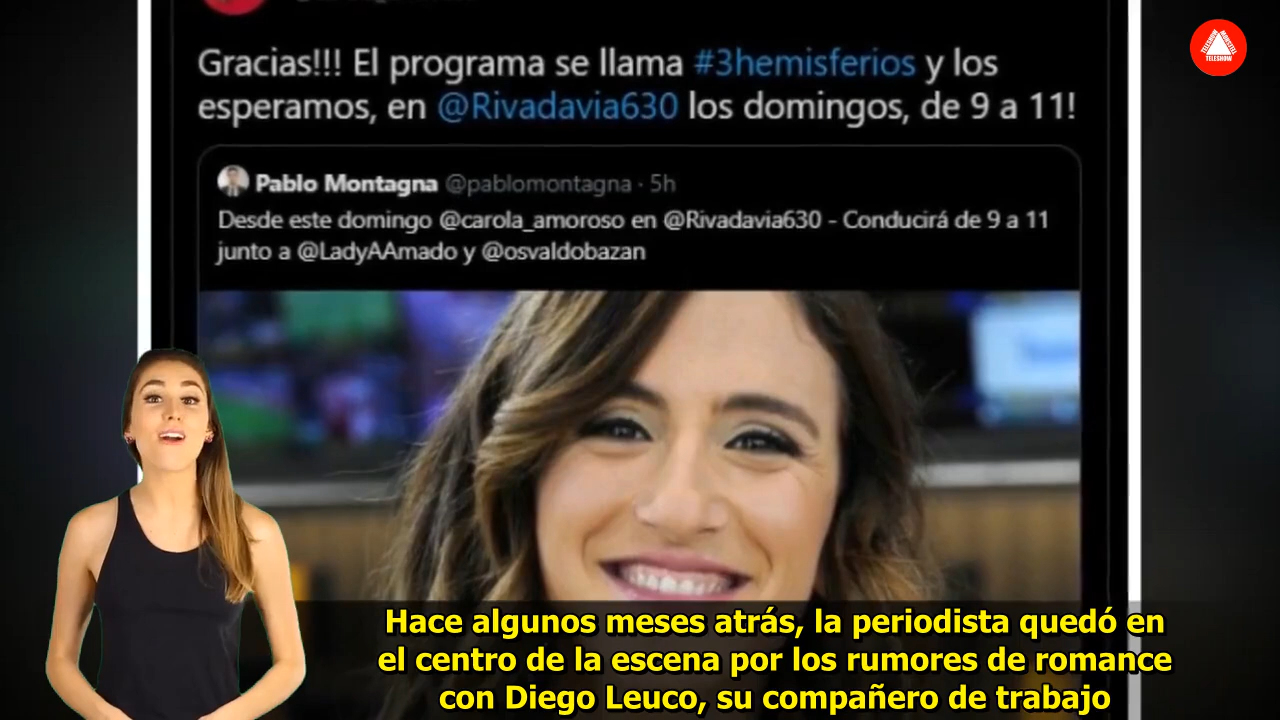 Gracias!!! El programa se llama #3hemisferios y los
esperamos, en @Rivadavia630 los domingos, de 9 a 11!
Pablo Montagna @pablomontagna · 5h
Desde este domingo @carola_amoroso en @Rivadavia630 - Conducirá de 9 a 11
junto a @LadyAAmado y @osvaldobazan
TELESHOW
Hace algunos meses atrás, la periodista quedó en
el centro de la escena por los rumores de romance
con Diego Leuco, su compañero de trabajo